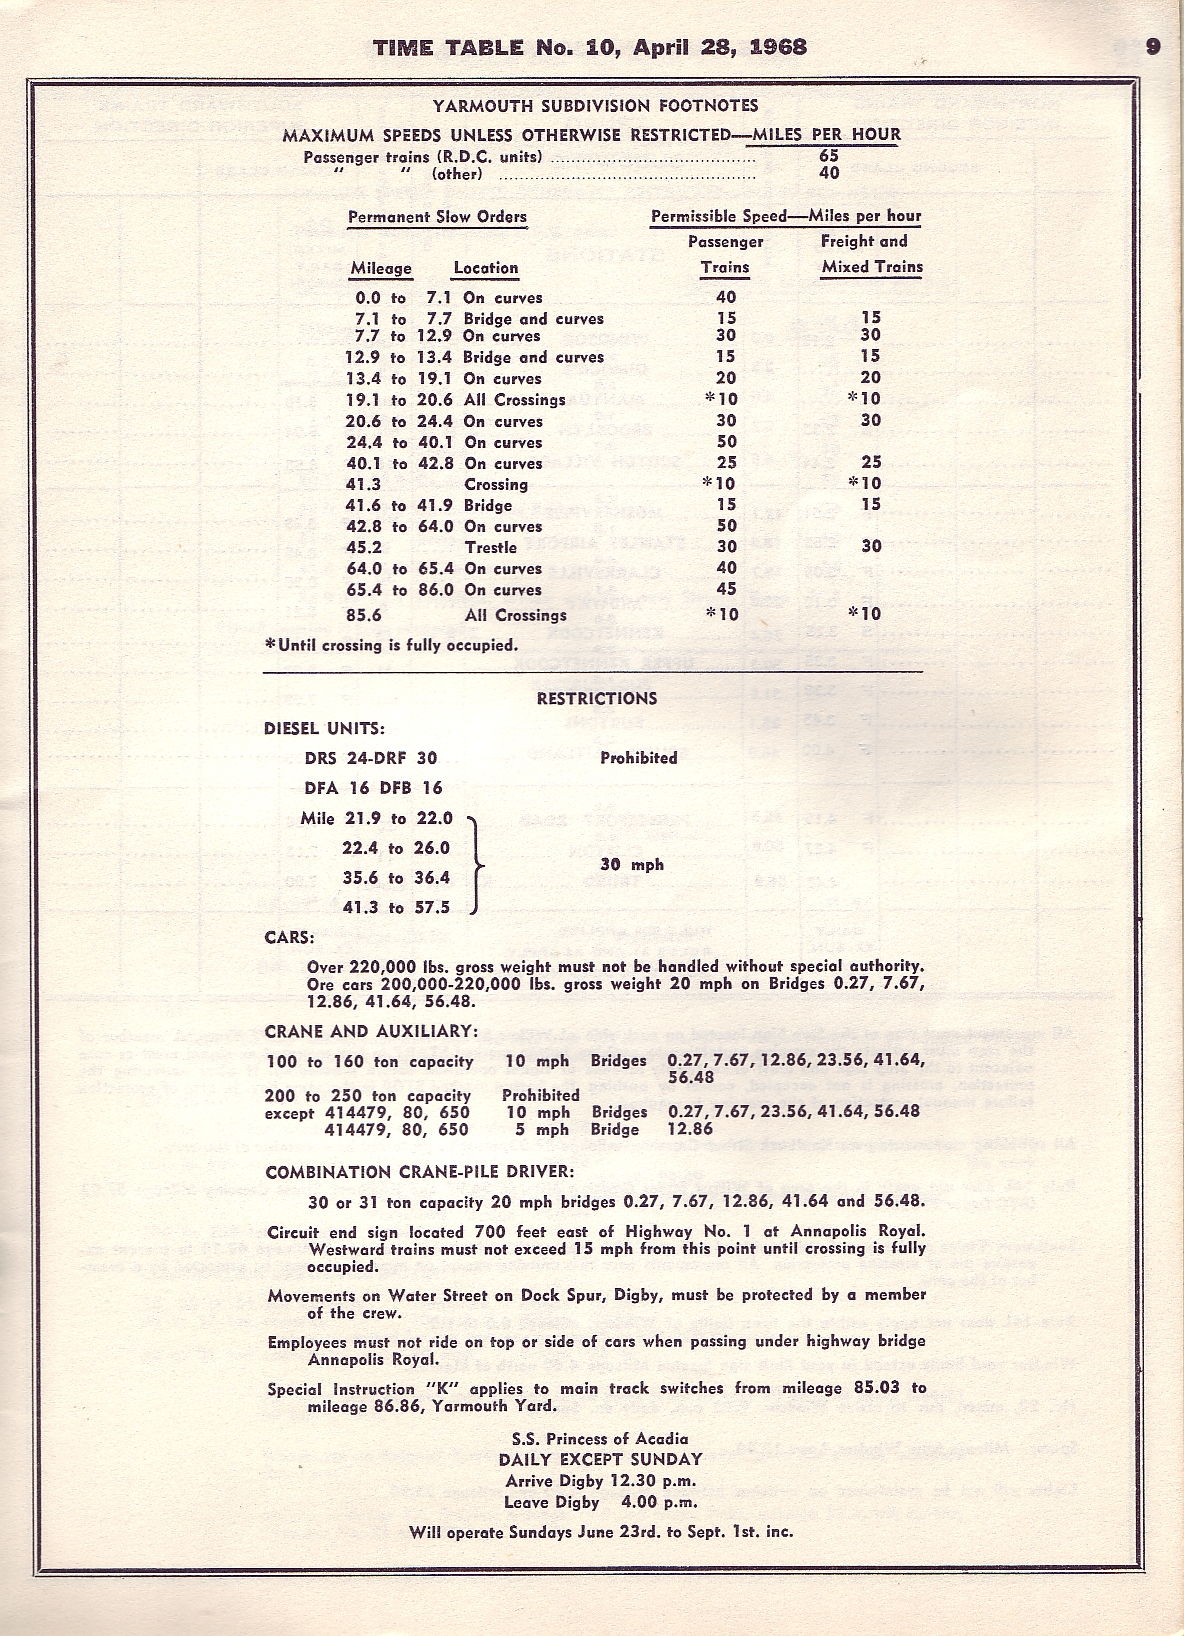 TIME TABLE No. 10, April 28, 1968 9
YARMOUTH SUBDIVISION FOOTNOTES
MAXIMUM SPEEDS UNLESS OTHERWISE RESTRICTED—MILES PER HOUR
Passenger trains (R.D.C. units) .................................... 65
" " (other) .............................................. 40
Permanent Slow Orders Permissible Speed—Miles per hour
Passenger Freight and
Mileage Location Trains Mixed Trains
0.0 to 7.1 On curves 40
7.1 to 7.7 Bridge and curves 15 15
7.7 to 12.9 On curves 30 30
12.9 to 13.4 Bridge and curves 15 15
13.4 to 19.1 On curves 20 20
19.1 to 20.6 All Crossings *10 *10
20.6 to 24.4 On curves 30 30
24.4 to 40.1 On curves 50
40.1 to 42.8 On curves 25 25
41.3 Crossing *10 *10
41.6 to 41.9 Bridge 15 15
42.8 to 64.0 On curves 50
45.2 Trestle 30 30
64.0 to 65.4 On curves 40
65.4 to 86.0 On curves 45
85.6 All Crossings *10 *10
*Until crossing is fully occupied.
RESTRICTIONS
DIESEL UNITS:
DRS 24-DRF 30 Prohibited
DFA 16 DFB 16
Mile 21.9 to 22.0
22.4 to 26.0
30 mph
35.6 to 36.4
41.3 to 57.5
CARS:
Over 220,000 lbs. gross weight must not be handled without special authority.
Ore cars 200,000-220,000 lbs. gross weight 20 mph on Bridges 0.27, 7.67,
12.86, 41.64, 56.48.
CRANE AND AUXILIARY:
100 to 160 ton capacity 10 mph Bridges 0.27, 7.67, 12.86, 23.56, 41.64,
56.48
200 to 250 ton capacity Prohibited
except 414479, 80, 650 10 mph Bridges 0.27, 7.67, 23.56, 41.64, 56.48
414479, 80, 650 5 mph Bridge 12.86
COMBINATION CRANE-PILE DRIVER:
30 or 31 ton capacity 20 mph bridges 0.27, 7.67, 12.86, 41.64 and 56.48.
Circuit end sign located 700 feet east of Highway No. 1 at Annapolis Royal.
Westward trains must not exceed 15 mph from this point until crossing is fully
occupied.
Movements on Water Street on Dock Spur, Digby, must be protected by a member
of the crew.
Employees must not ride on top or side of cars when passing under highway bridge
Annapolis Royal.
Special Instruction "K" applies to main track switches from mileage 85.03 to
mileage 86.86, Yarmouth Yard.
S.S. Princess of Acadia
DAILY EXCEPT SUNDAY
Arrive Digby 12.30 p.m.
Leave Digby 4.00 p.m.
Will operate Sundays June 23rd. to Sept. 1st. inc.